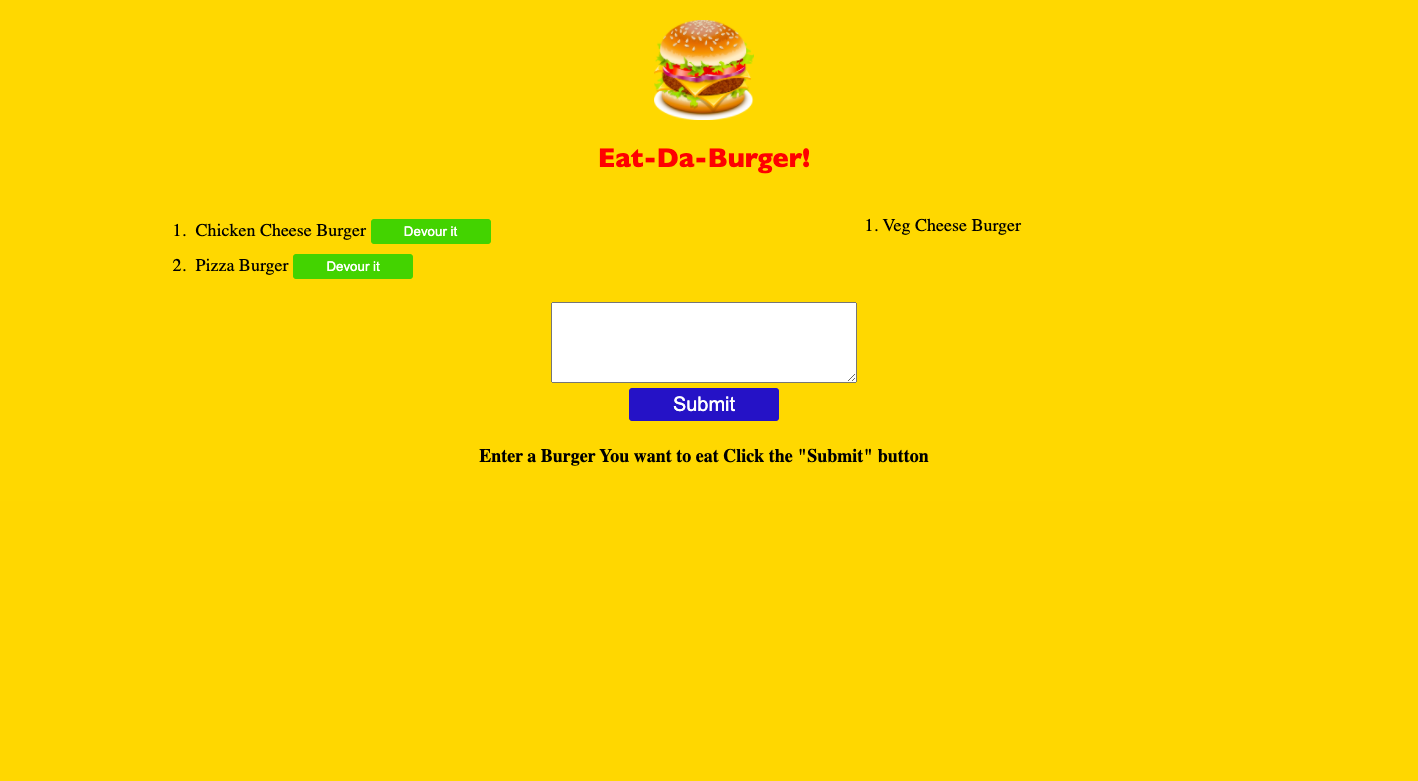 Eat-Da-Burger!
1. Chicken Cheese Burger Devour it
2. Pizza Burger Devour it
1. Veg Cheese Burger
Submit
Enter a Burger You want to eat Click the "Submit" button